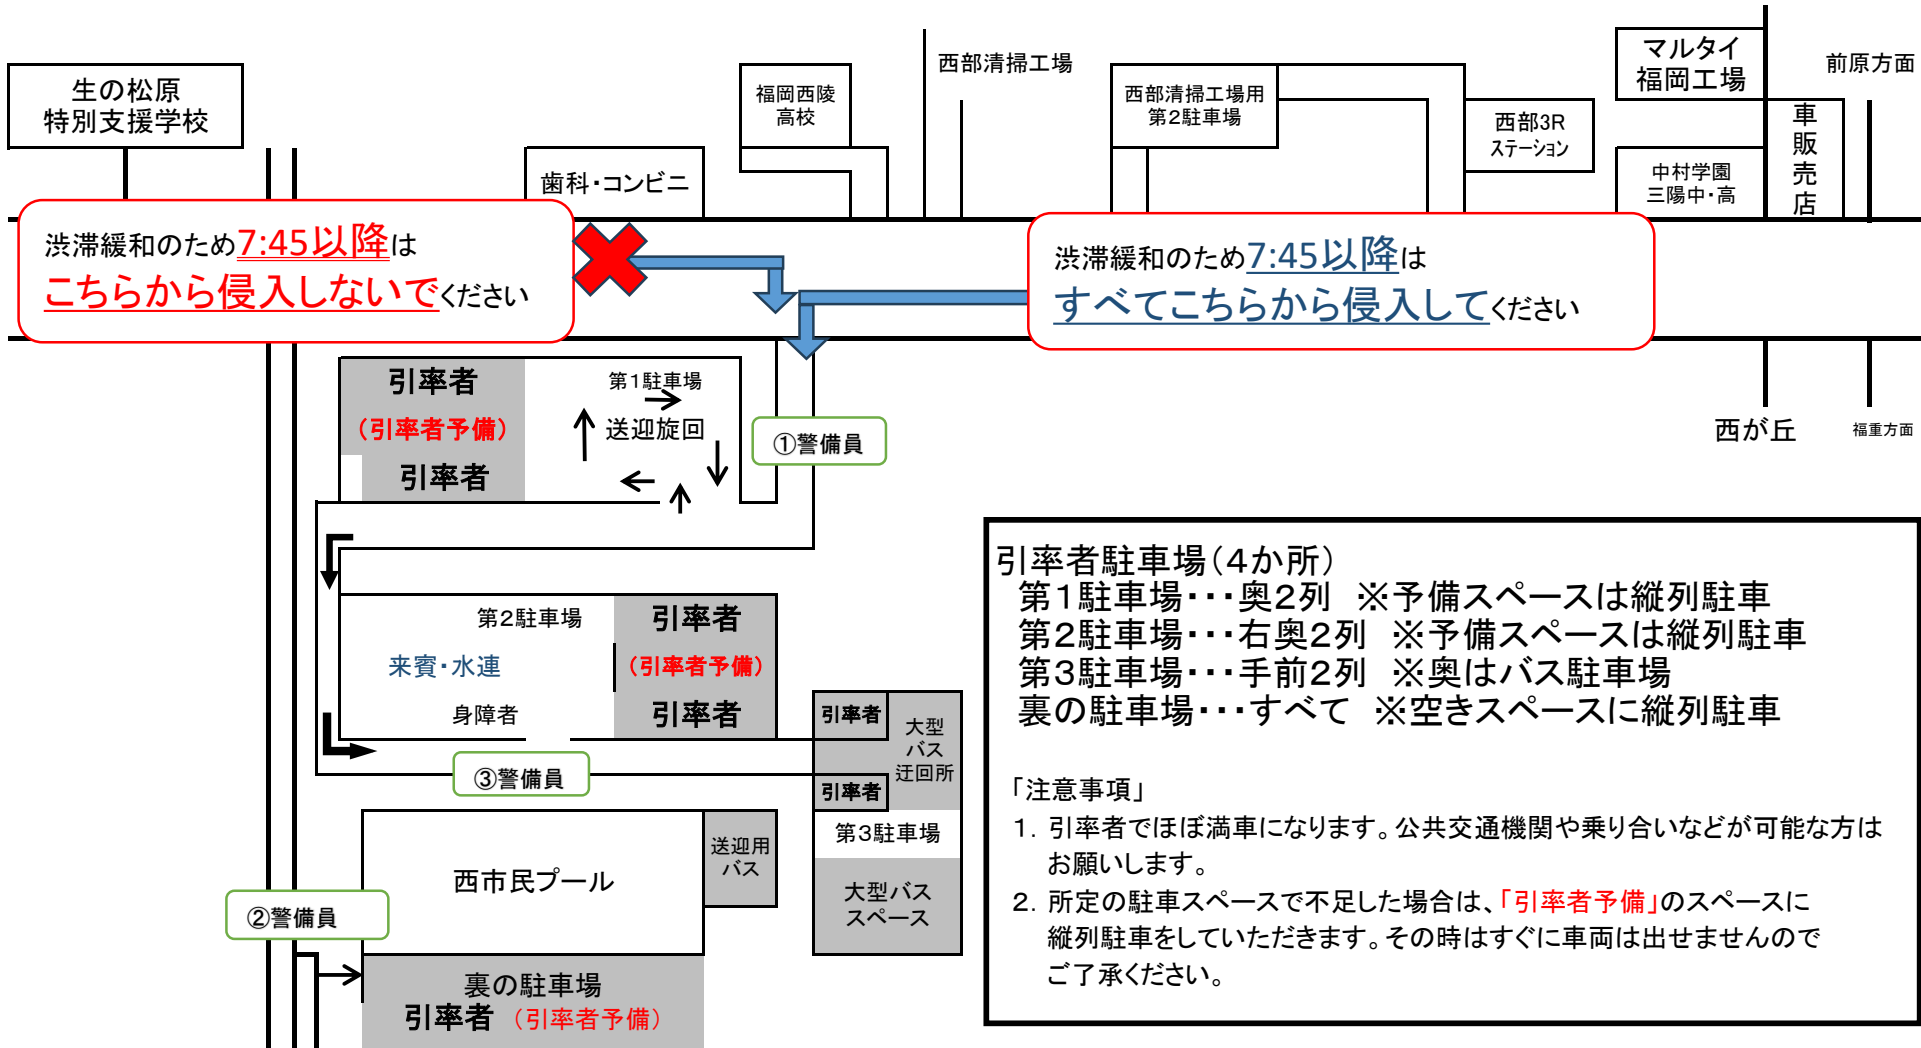 生の松原
特別支援学校
福岡西陵
高校
歯科・コンビニ
西部清掃工場
西部清掃工場用
第2駐車場
西部3R
ステーション
マルタイ
福岡工場
中村学園
三陽中・高
車
販
売
店
前原方面
渋滞緩和のため7:45以降は
こちらから侵入しないでください
渋滞緩和のため7:45以降は
すべてこちらから侵入してください
西が丘
福重方面
引率者
（引率者予備）
引率者
第1駐車場
送迎旋回
①警備員
第2駐車場
来賓・水連
身障者
引率者
（引率者予備）
引率者
③警備員
引率者
大型
バス
迂回所
引率者
第3駐車場
大型バス
スペース
西市民プール
送迎用
バス
②警備員
裏の駐車場
引率者 （引率者予備）
引率者駐車場（4か所）
第1駐車場・・・奥2列 ※予備スペースは縦列駐車
第2駐車場・・・右奥2列 ※予備スペースは縦列駐車
第3駐車場・・・手前2列 ※奥はバス駐車場
裏の駐車場・・・すべて ※空きスペースに縦列駐車
「注意事項」
1．引率者でほぼ満車になります。公共交通機関や乗り合いなどが可能な方は
お願いします。
2．所定の駐車スペースで不足した場合は、「引率者予備」のスペースに
縦列駐車をしていただきます。その時はすぐに車両は出せませんので
ご了承ください。